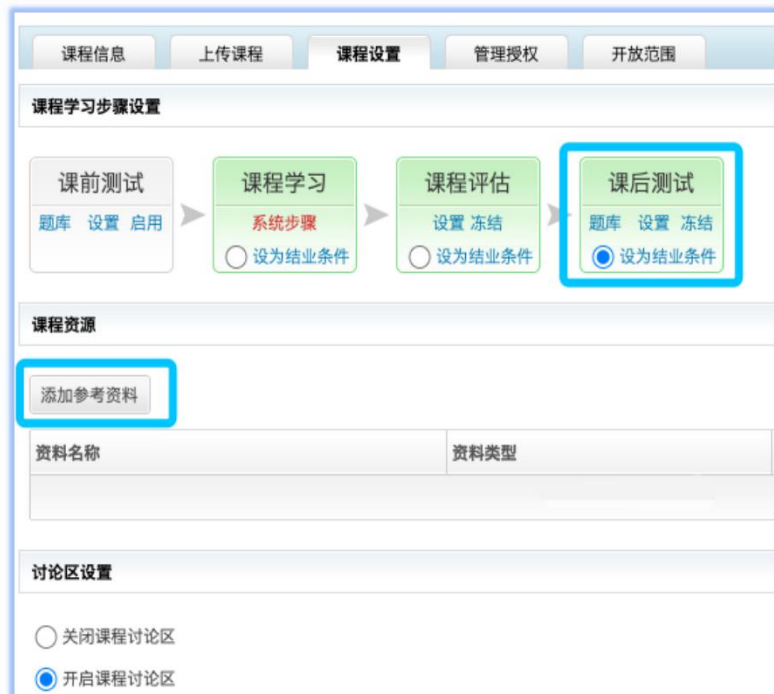 课程信息 上传课程 课程设置 管理授权 开放范围
课程学习步骤设置
课前测试 课程学习 课程评估 课后测试
题库 设置 启用 系统步骤 设置 冻结 题库 设置 冻结
设为结业条件 设为结业条件 设为结业条件
课程资源
添加参考资料
资料名称 资料类型
讨论区设置
关闭课程讨论区
开启课程讨论区